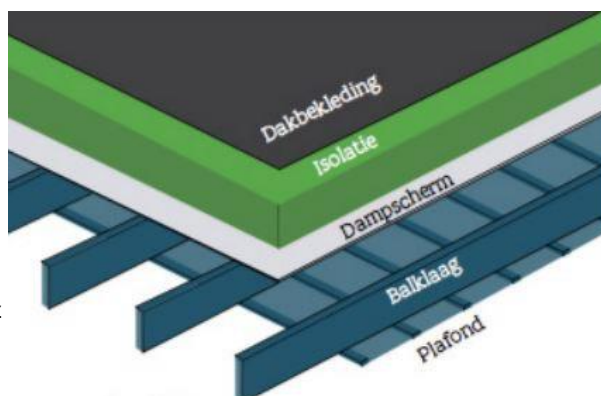 Dakbekleding
Isolatie
Dampscherm
Balklaag
Plafond